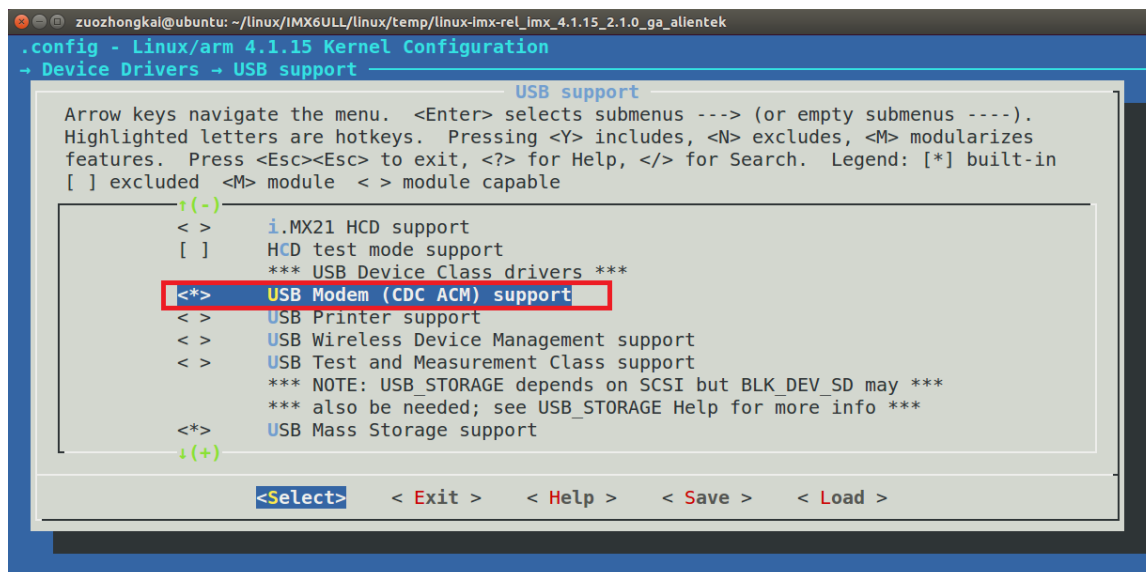 zuozhongkai@ubuntu: ~/linux/IMX6ULL/linux/temp/linux-imx-rel_imx_4.1.15_2.1.0_ga_alientek
.config - Linux/arm 4.1.15 Kernel Configuration
→ Device Drivers → USB support
USB support
Arrow keys navigate the menu.  <Enter> selects submenus ---> (or empty submenus ----).
Highlighted letters are hotkeys.  Pressing <Y> includes, <N> excludes, <M> modularizes
features.  Press <Esc><Esc> to exit, <?> for Help, </> for Search.  Legend: [*] built-in
[ ] excluded  <M> module  < > module capable
↑(-)
< >     i.MX21 HCD support
[ ]     HCD test mode support
*** USB Device Class drivers ***
<*>     USB Modem (CDC ACM) support
< >     USB Printer support
< >     USB Wireless Device Management support
< >     USB Test and Measurement Class support
*** NOTE: USB_STORAGE depends on SCSI but BLK_DEV_SD may ***
*** also be needed; see USB_STORAGE Help for more info ***
<*>     USB Mass Storage support
↓(+)
<Select>    < Exit >    < Help >    < Save >    < Load >